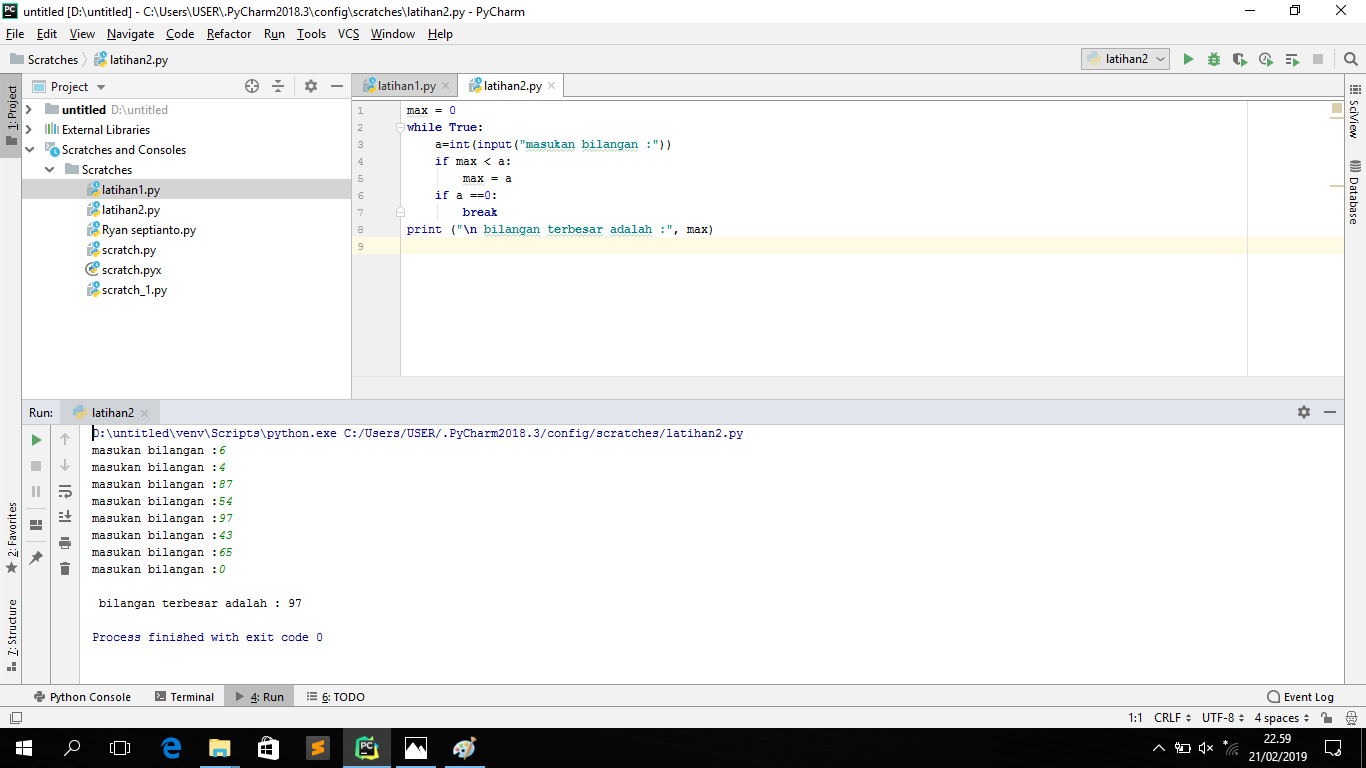 untitled [D:\untitled] - C:\Users\USER\.PyCharm2018.3\config\scratches\latihan2.py - PyCharm
File Edit View Navigate Code Refactor Run Tools VCS Window Help
Scratches latihan2.py latihan2
1: Project
Project
untitled D:\untitled
External Libraries
Scratches and Consoles
Scratches
latihan1.py
latihan2.py
Ryan septianto.py
scratch.py
scratch.pyx
scratch_1.py
latihan1.py latihan2.py
1 max = 0
2 while True:
3     a=int(input("masukan bilangan :"))
4     if max < a:
5         max = a
6     if a ==0:
7         break
8 print ("\n bilangan terbesar adalah :", max)
9
SciView
Database
Run: latihan2
D:\untitled\venv\Scripts\python.exe C:/Users/USER/.PyCharm2018.3/config/scratches/latihan2.py
masukan bilangan :6
masukan bilangan :4
masukan bilangan :87
masukan bilangan :54
masukan bilangan :97
masukan bilangan :43
masukan bilangan :65
masukan bilangan :0
bilangan terbesar adalah : 97
Process finished with exit code 0
2: Favorites
7: Structure
Python Console Terminal 4: Run 6: TODO Event Log
1:1 CRLF UTF-8 4 spaces
PC
22.59
21/02/2019